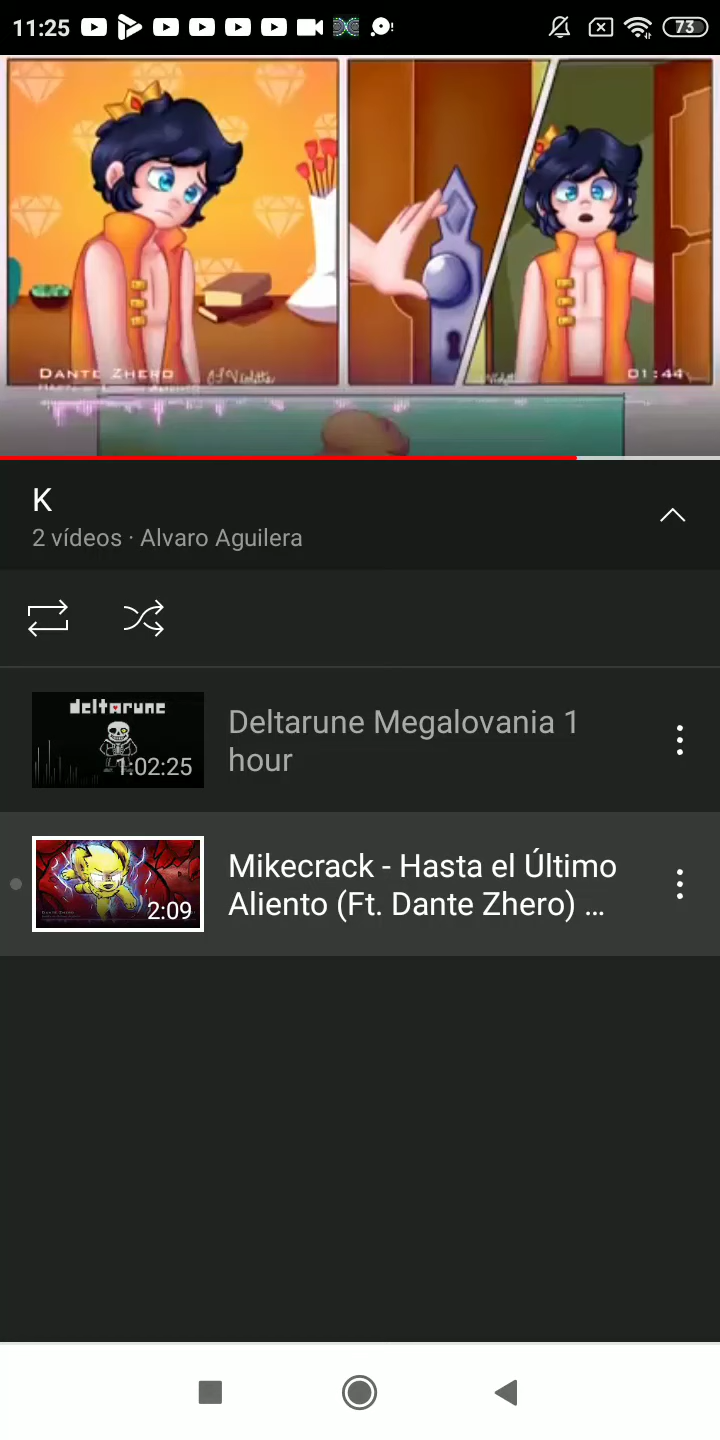 11:25
73
DANTE ZHERO
01:44
K
2 vídeos · Alvaro Aguilera
deltarune
1:02:25
Deltarune Megalovania 1
hour
2:09
Mikecrack - Hasta el Último
Aliento (Ft. Dante Zhero) ...